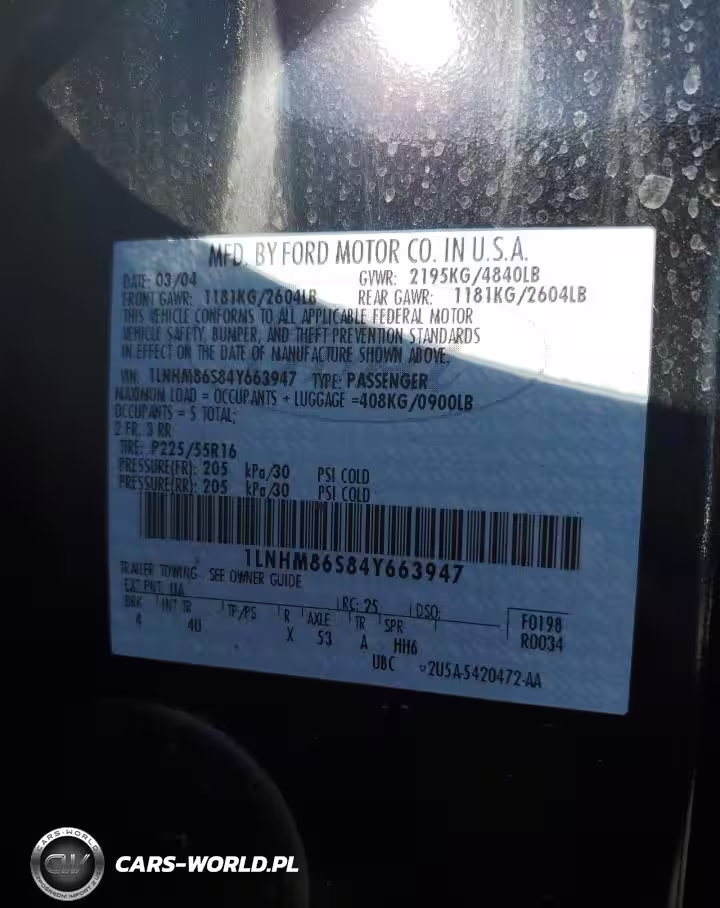 MFD. BY FORD MOTOR CO. IN U.S.A.
DATE: 03/04 GVWR: 2195KG/4840LB
FRONT GAWR: 1181KG/2604LB REAR GAWR: 1181KG/2604LB
THIS VEHICLE CONFORMS TO ALL APPLICABLE FEDERAL MOTOR
VEHICLE SAFETY, BUMPER, AND THEFT PREVENTION STANDARDS
IN EFFECT ON THE DATE OF MANUFACTURE SHOWN ABOVE.
VIN: 1LNHM86S84Y663947 TYPE: PASSENGER
MAXIMUM LOAD = OCCUPANTS + LUGGAGE =408KG/0900LB
OCCUPANTS = 5 TOTAL;
2 FR, 3 RR
TIRE: P225/55R16
PRESSURE(FR): 205 kPa/30 PSI COLD
PRESSURE(RR): 205 kPa/30 PSI COLD
1LNHM86S84Y663947
TRAILER TOWING - SEE OWNER GUIDE
EXT PNT: UA RC: 25 DSO:
BRK INT TR TP/PS R AXLE TR SPR F0198
4 4U X 53 A HH6 R0034
UBC ▽2U5A-5420472-AA
CARS-WORLD
CW
CARS-WORLD.PL